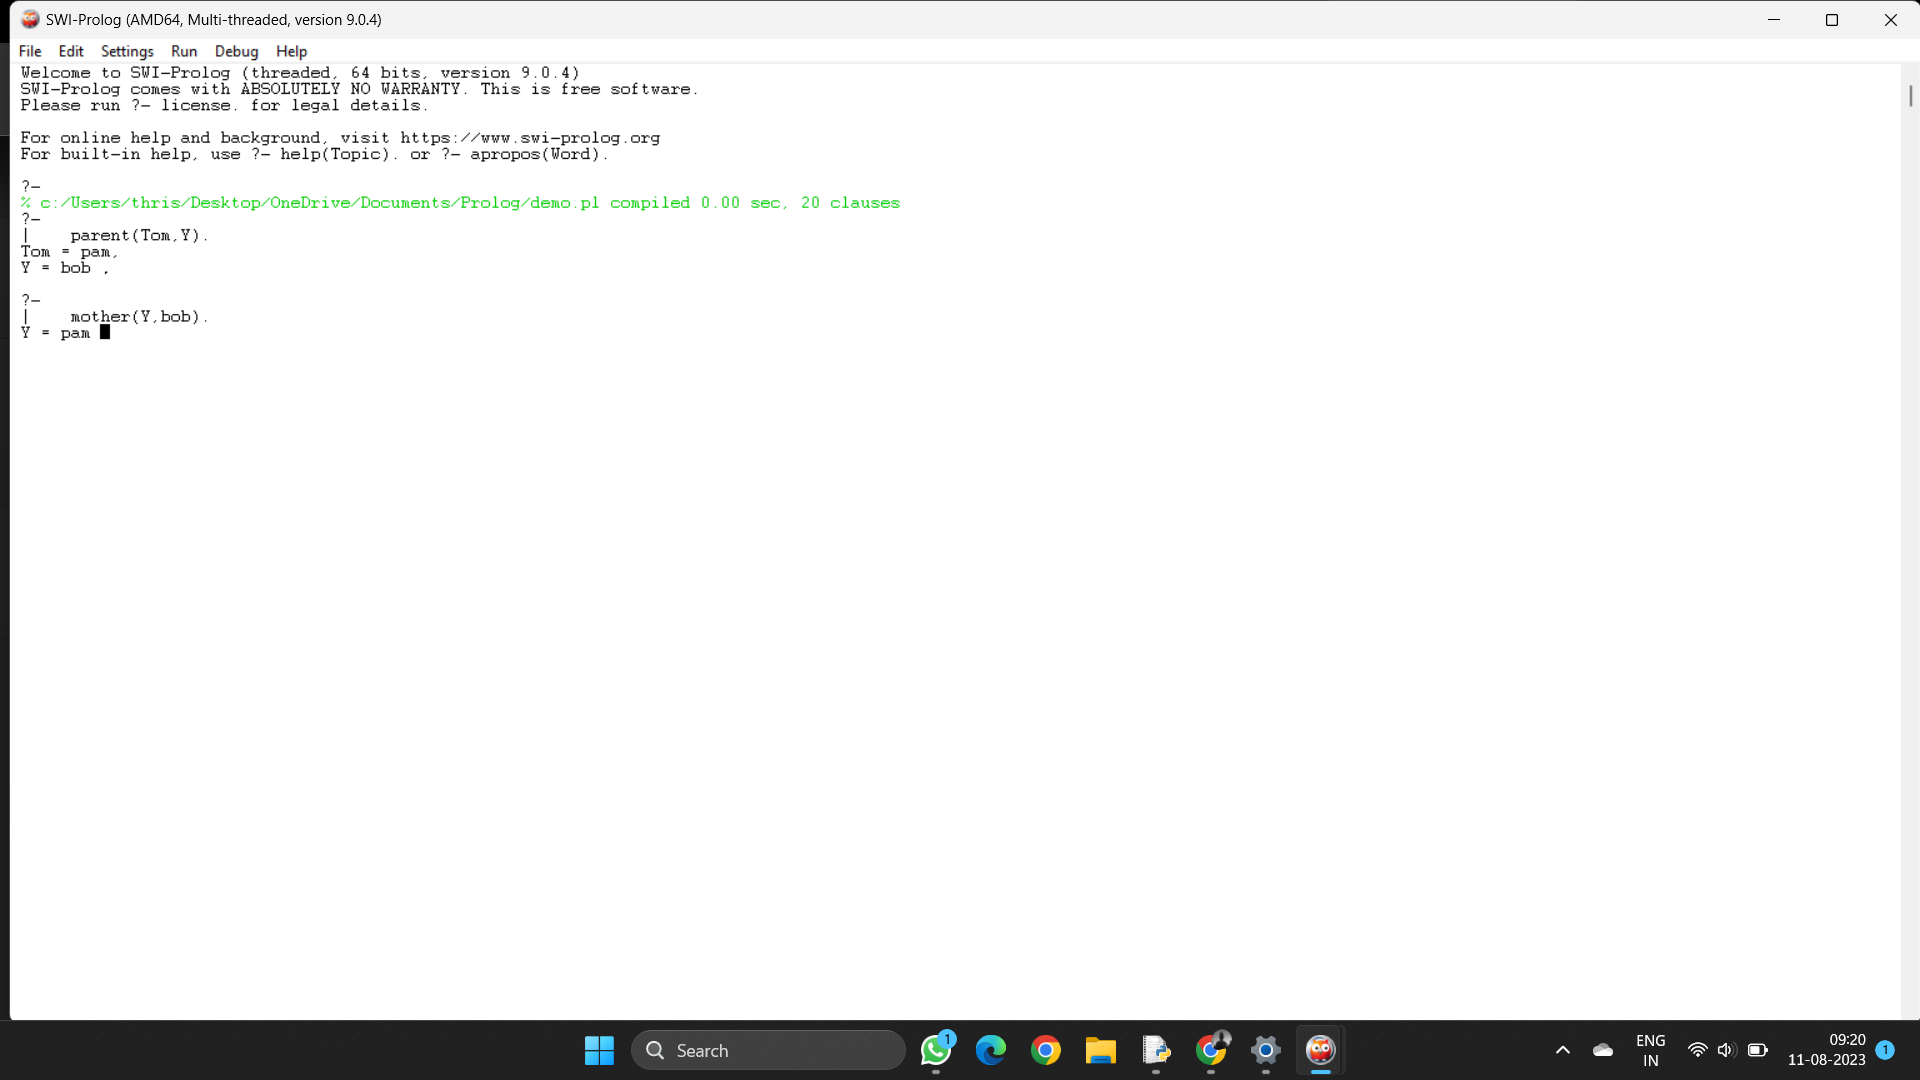 SWI-Prolog (AMD64, Multi-threaded, version 9.0.4)
File Edit Settings Run Debug Help
Welcome to SWI-Prolog (threaded, 64 bits, version 9.0.4)
SWI-Prolog comes with ABSOLUTELY NO WARRANTY. This is free software.
Please run ?- license. for legal details.
For online help and background, visit https://www.swi-prolog.org
For built-in help, use ?- help(Topic). or ?- apropos(Word).
?-
% c:/Users/thris/Desktop/OneDrive/Documents/Prolog/demo.pl compiled 0.00 sec, 20 clauses
?-
|    parent(Tom,Y).
Tom = pam,
Y = bob .
?-
|    mother(Y,bob).
Y = pam
Search
1
ENG
IN
09:20
11-08-2023
1